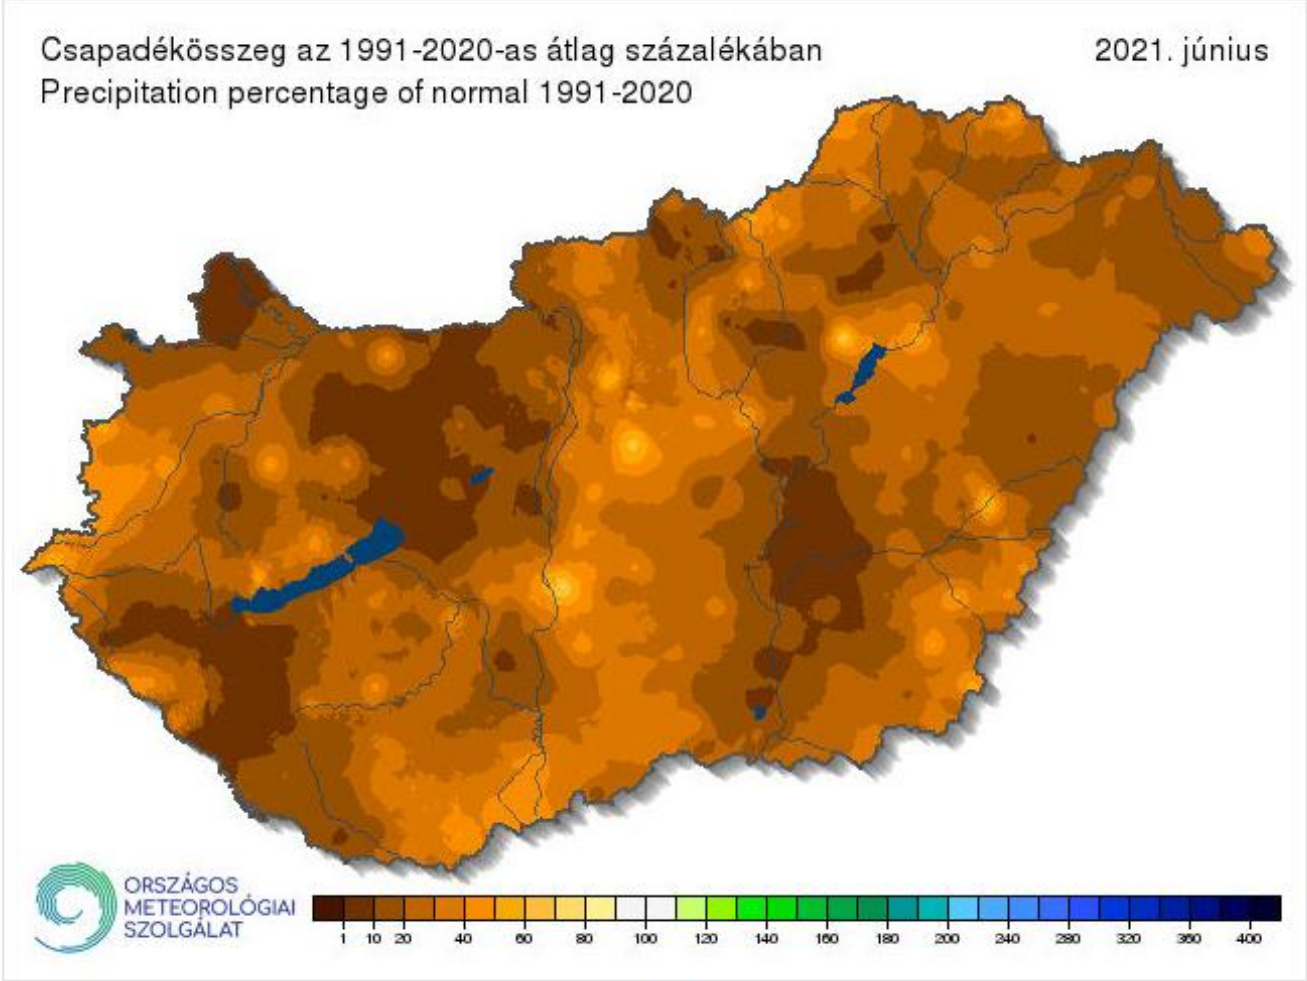 Csapadékösszeg az 1991-2020-as átlag százalékában
2021. június
Precipitation percentage of normal 1991-2020
ORSZÁGOS
METEOROLÓGIAI
SZOLGÁLAT
1 10 20 40 60 80 100 120 140 160 180 200 240 280 320 360 400